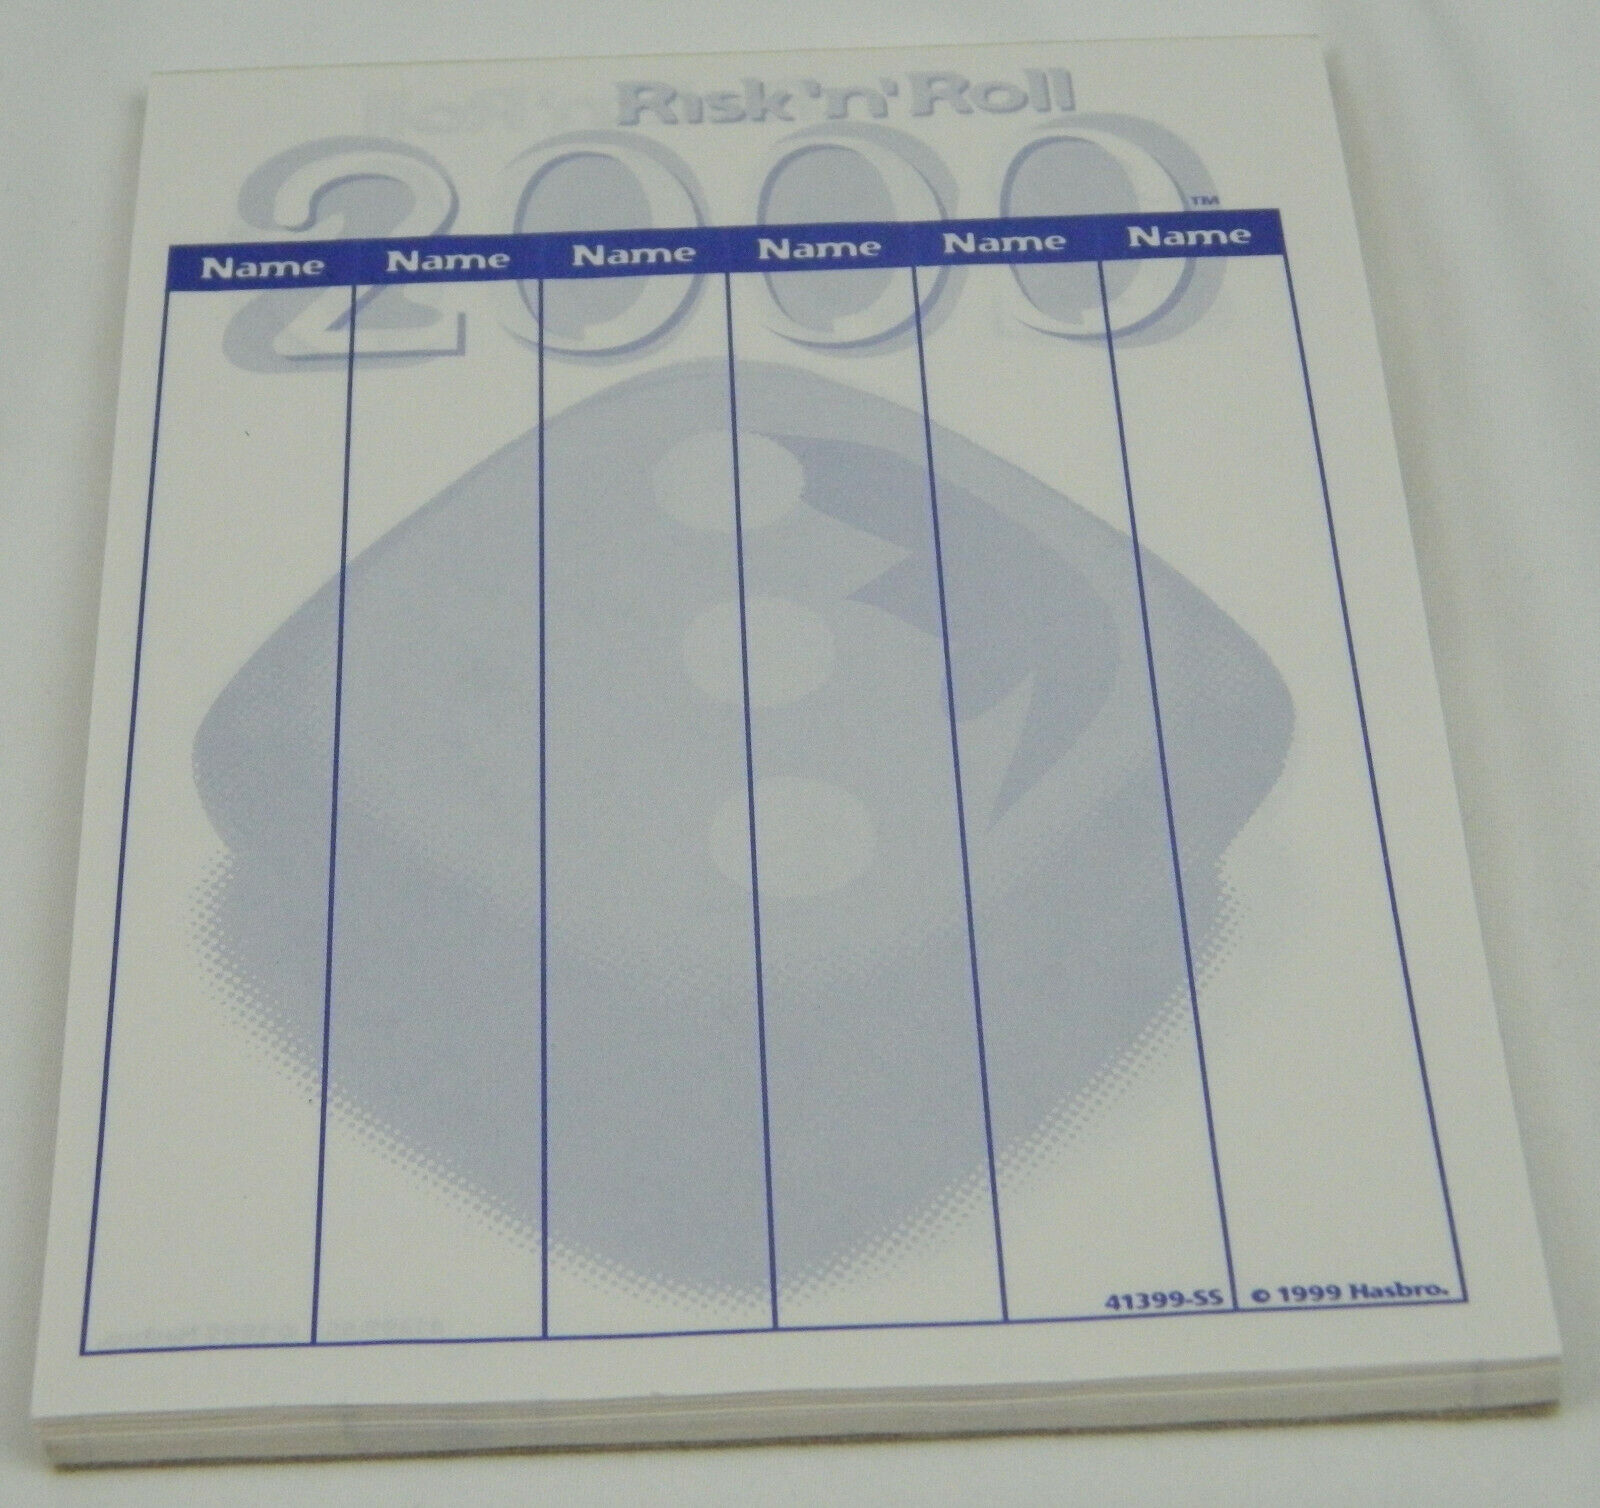 Risk 'n' Roll
2000™
Name Name Name Name Name Name
41399-SS © 1999 Hasbro.